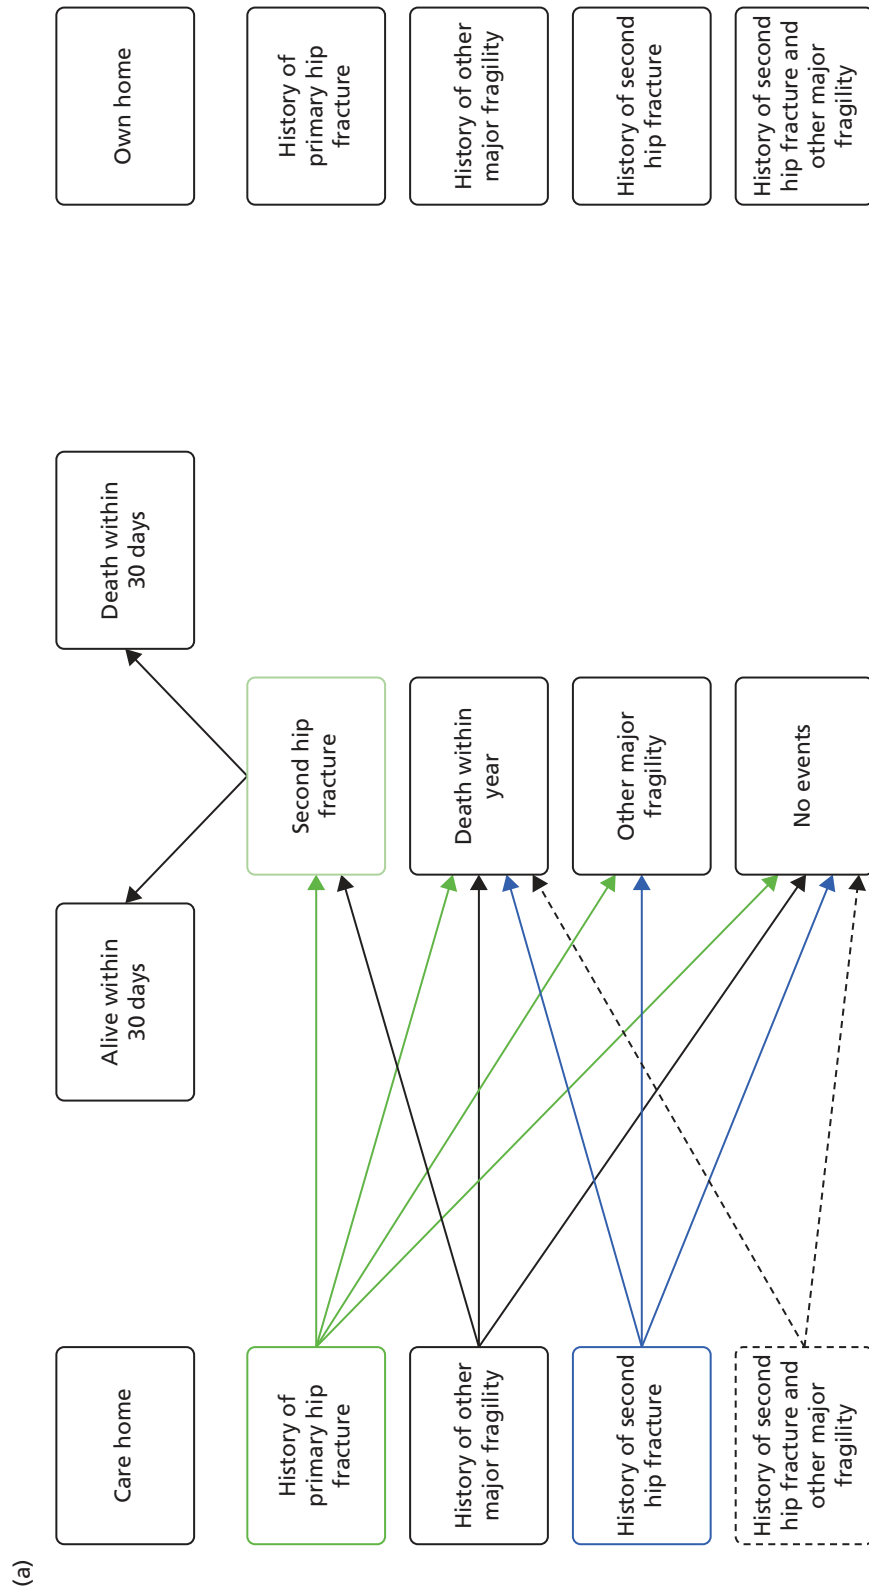 (a)
Care home
Alive within
30 days
Death within
30 days
Own home
History of
primary hip
fracture
Second hip
fracture
History of
primary hip
fracture
History of other
major fragility
Death within
year
History of other
major fragility
History of second
hip fracture
Other major
fragility
History of second
hip fracture
History of second
hip fracture and
other major
fragility
No events
History of second
hip fracture and
other major
fragility